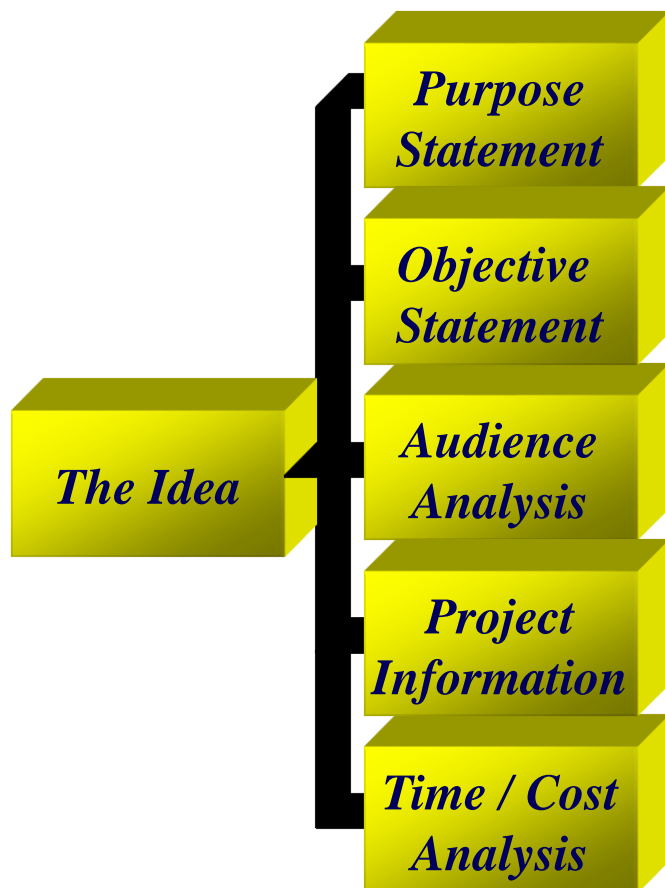 Purpose
Statement
Objective
Statement
The Idea
Audience
Analysis
Project
Information
Time / Cost
Analysis